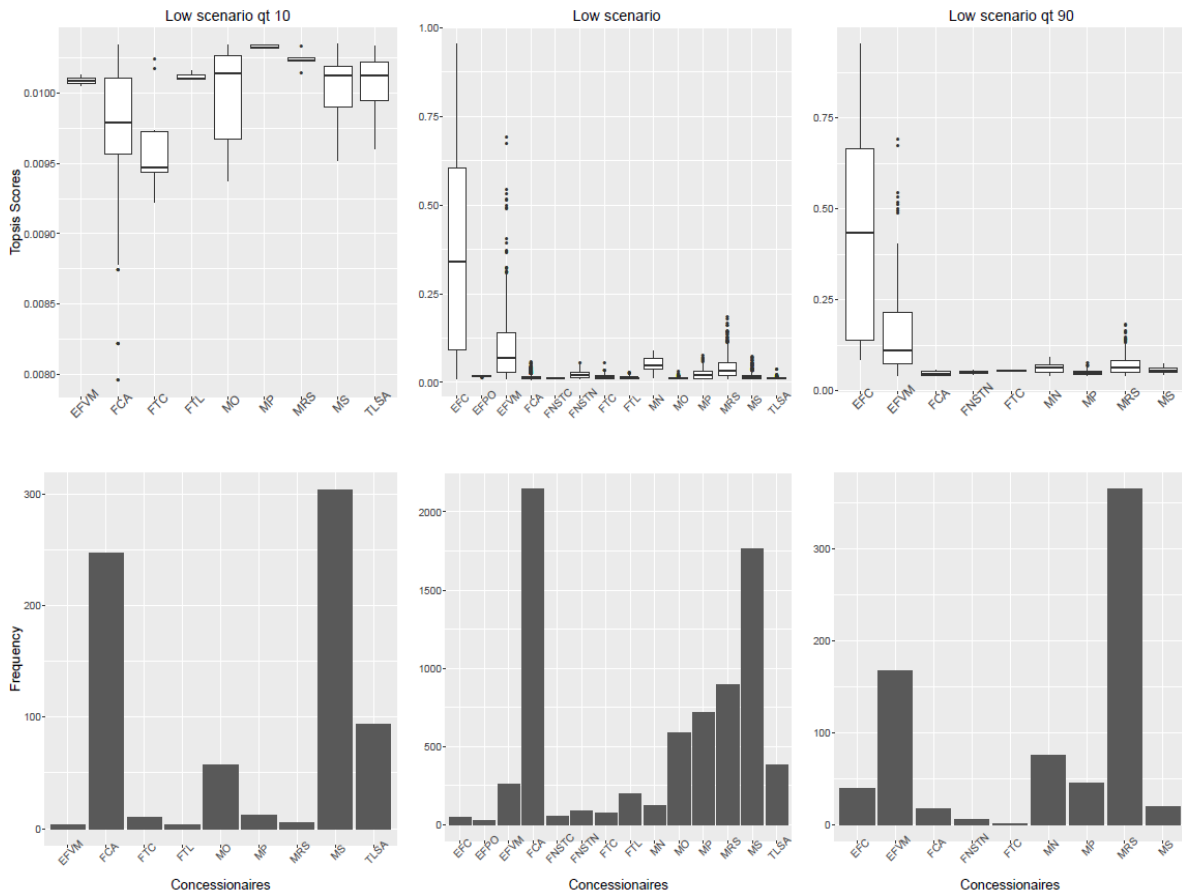 Low scenario qt 10
Low scenario
Low scenario qt 90
Topsis Scores
0.0100
0.0095
0.0090
0.0085
0.0080
EFVM FCA FTC FTL MO MP MRS MS TLSA
1.00
0.75
0.50
0.25
0.00
EFC EFPO EFVM FCA FNSTC FNSTN FTC FTL MN MO MP MRS MS TLSA
0.75
0.50
0.25
0.00
EFC EFVM FCA FNSTN FTC MN MP MRS MS
Frequency
300
200
100
0
EFVM FCA FTC FTL MO MP MRS MS TLSA
2000
1500
1000
500
0
EFC EFPO EFVM FCA FNSTC FNSTN FTC FTL MN MO MP MRS MS TLSA
300
200
100
0
EFC EFVM FCA FNSTN FTC MN MP MRS MS
Concessionaires
Concessionaires
Concessionaires